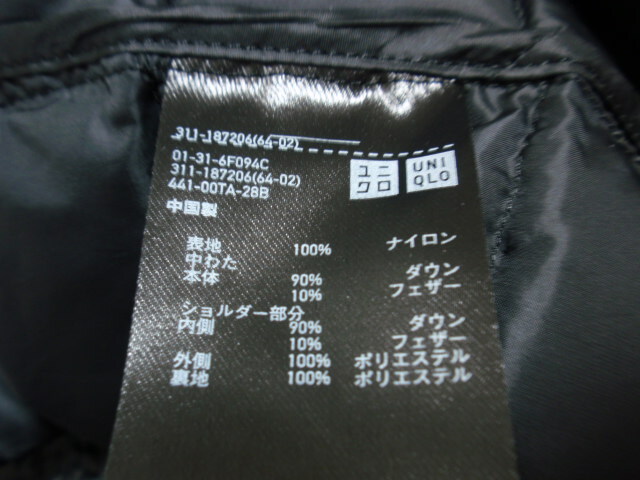 311-187206(64-02)
01-31-6F094C
311-187206(64-02)
441-00TA-28B
ユニクロ
UNIQLO
中国製
表地 100% ナイロン
中わた
本体 90% ダウン
10% フェザー
ショルダー部分
内側 90% ダウン
10% フェザー
外側 100% ポリエステル
裏地 100% ポリエステル